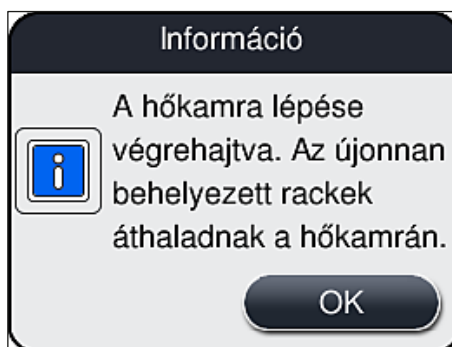 Információ
A hőkamra lépése
végrehajtva. Az újonnan
behelyezett rackek
áthaladnak a hőkamrán.
OK